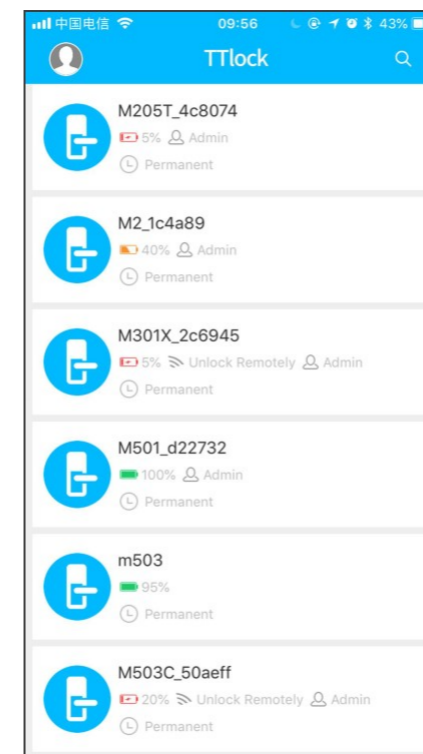 中国电信 09:56 43%
TTlock
M205T_4c8074
5% Admin
Permanent
M2_1c4a89
40% Admin
Permanent
M301X_2c6945
5% Unlock Remotely Admin
Permanent
M501_d22732
100% Admin
Permanent
m503
95%
Permanent
M503C_50aeff
20% Unlock Remotely Admin
Permanent